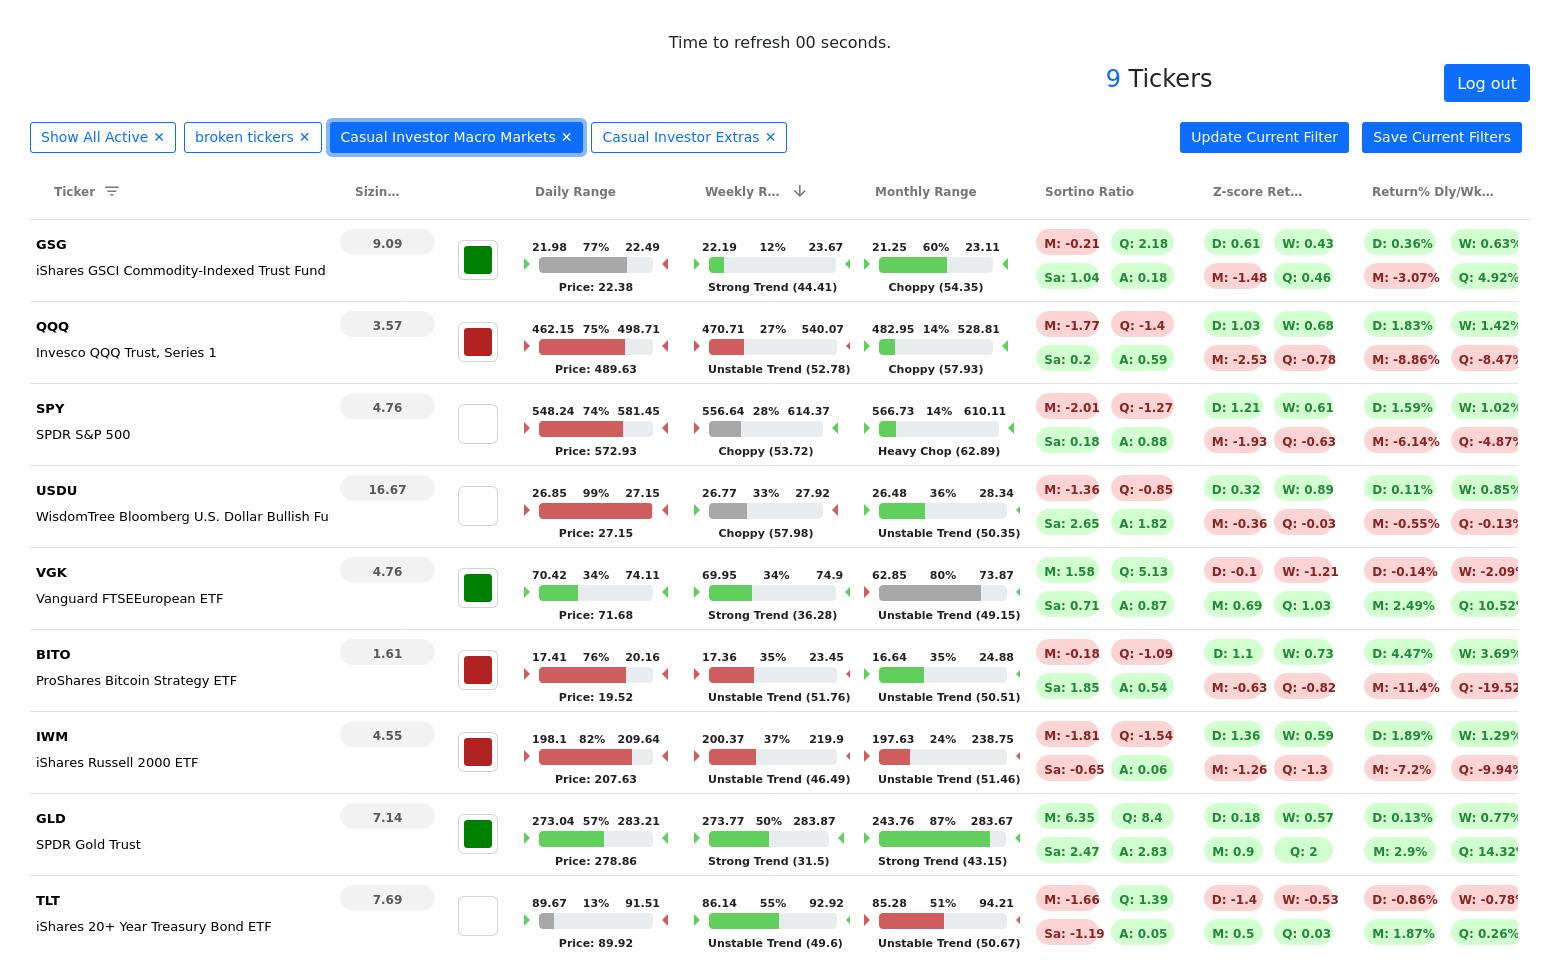 Time to refresh 00 seconds.
9 Tickers
Log out
Show All Active ✕ broken tickers ✕ Casual Investor Macro Markets ✕ Casual Investor Extras ✕ Update Current Filter Save Current Filters
Ticker Sizin... Daily Range Weekly R... Monthly Range Sortino Ratio Z-score Ret... Return% Dly/Wk...
GSG 9.09 21.98 77% 22.49 22.19 12% 23.67 21.25 60% 23.11 M: -0.21 Q: 2.18 D: 0.61 W: 0.43 D: 0.36% W: 0.63%
iShares GSCI Commodity-Indexed Trust Fund Price: 22.38 Strong Trend (44.41) Choppy (54.35) Sa: 1.04 A: 0.18 M: -1.48 Q: 0.46 M: -3.07% Q: 4.92%
QQQ 3.57 462.15 75% 498.71 470.71 27% 540.07 482.95 14% 528.81 M: -1.77 Q: -1.4 D: 1.03 W: 0.68 D: 1.83% W: 1.42%
Invesco QQQ Trust, Series 1 Price: 489.63 Unstable Trend (52.78) Choppy (57.93) Sa: 0.2 A: 0.59 M: -2.53 Q: -0.78 M: -8.86% Q: -8.47%
SPY 4.76 548.24 74% 581.45 556.64 28% 614.37 566.73 14% 610.11 M: -2.01 Q: -1.27 D: 1.21 W: 0.61 D: 1.59% W: 1.02%
SPDR S&P 500 Price: 572.93 Choppy (53.72) Heavy Chop (62.89) Sa: 0.18 A: 0.88 M: -1.93 Q: -0.63 M: -6.14% Q: -4.87%
USDU 16.67 26.85 99% 27.15 26.77 33% 27.92 26.48 36% 28.34 M: -1.36 Q: -0.85 D: 0.32 W: 0.89 D: 0.11% W: 0.85%
WisdomTree Bloomberg U.S. Dollar Bullish Fu Price: 27.15 Choppy (57.98) Unstable Trend (50.35) Sa: 2.65 A: 1.82 M: -0.36 Q: -0.03 M: -0.55% Q: -0.13%
VGK 4.76 70.42 34% 74.11 69.95 34% 74.9 62.85 80% 73.87 M: 1.58 Q: 5.13 D: -0.1 W: -1.21 D: -0.14% W: -2.09%
Vanguard FTSEEuropean ETF Price: 71.68 Strong Trend (36.28) Unstable Trend (49.15) Sa: 0.71 A: 0.87 M: 0.69 Q: 1.03 M: 2.49% Q: 10.52%
BITO 1.61 17.41 76% 20.16 17.36 35% 23.45 16.64 35% 24.88 M: -0.18 Q: -1.09 D: 1.1 W: 0.73 D: 4.47% W: 3.69%
ProShares Bitcoin Strategy ETF Price: 19.52 Unstable Trend (51.76) Unstable Trend (50.51) Sa: 1.85 A: 0.54 M: -0.63 Q: -0.82 M: -11.4% Q: -19.52
IWM 4.55 198.1 82% 209.64 200.37 37% 219.9 197.63 24% 238.75 M: -1.81 Q: -1.54 D: 1.36 W: 0.59 D: 1.89% W: 1.29%
iShares Russell 2000 ETF Price: 207.63 Unstable Trend (46.49) Unstable Trend (51.46) Sa: -0.65 A: 0.06 M: -1.26 Q: -1.3 M: -7.2% Q: -9.94%
GLD 7.14 273.04 57% 283.21 273.77 50% 283.87 243.76 87% 283.67 M: 6.35 Q: 8.4 D: 0.18 W: 0.57 D: 0.13% W: 0.77%
SPDR Gold Trust Price: 278.86 Strong Trend (31.5) Strong Trend (43.15) Sa: 2.47 A: 2.83 M: 0.9 Q: 2 M: 2.9% Q: 14.32%
TLT 7.69 89.67 13% 91.51 86.14 55% 92.92 85.28 51% 94.21 M: -1.66 Q: 1.39 D: -1.4 W: -0.53 D: -0.86% W: -0.78%
iShares 20+ Year Treasury Bond ETF Price: 89.92 Unstable Trend (49.6) Unstable Trend (50.67) Sa: -1.19 A: 0.05 M: 0.5 Q: 0.03 M: 1.87% Q: 0.26%